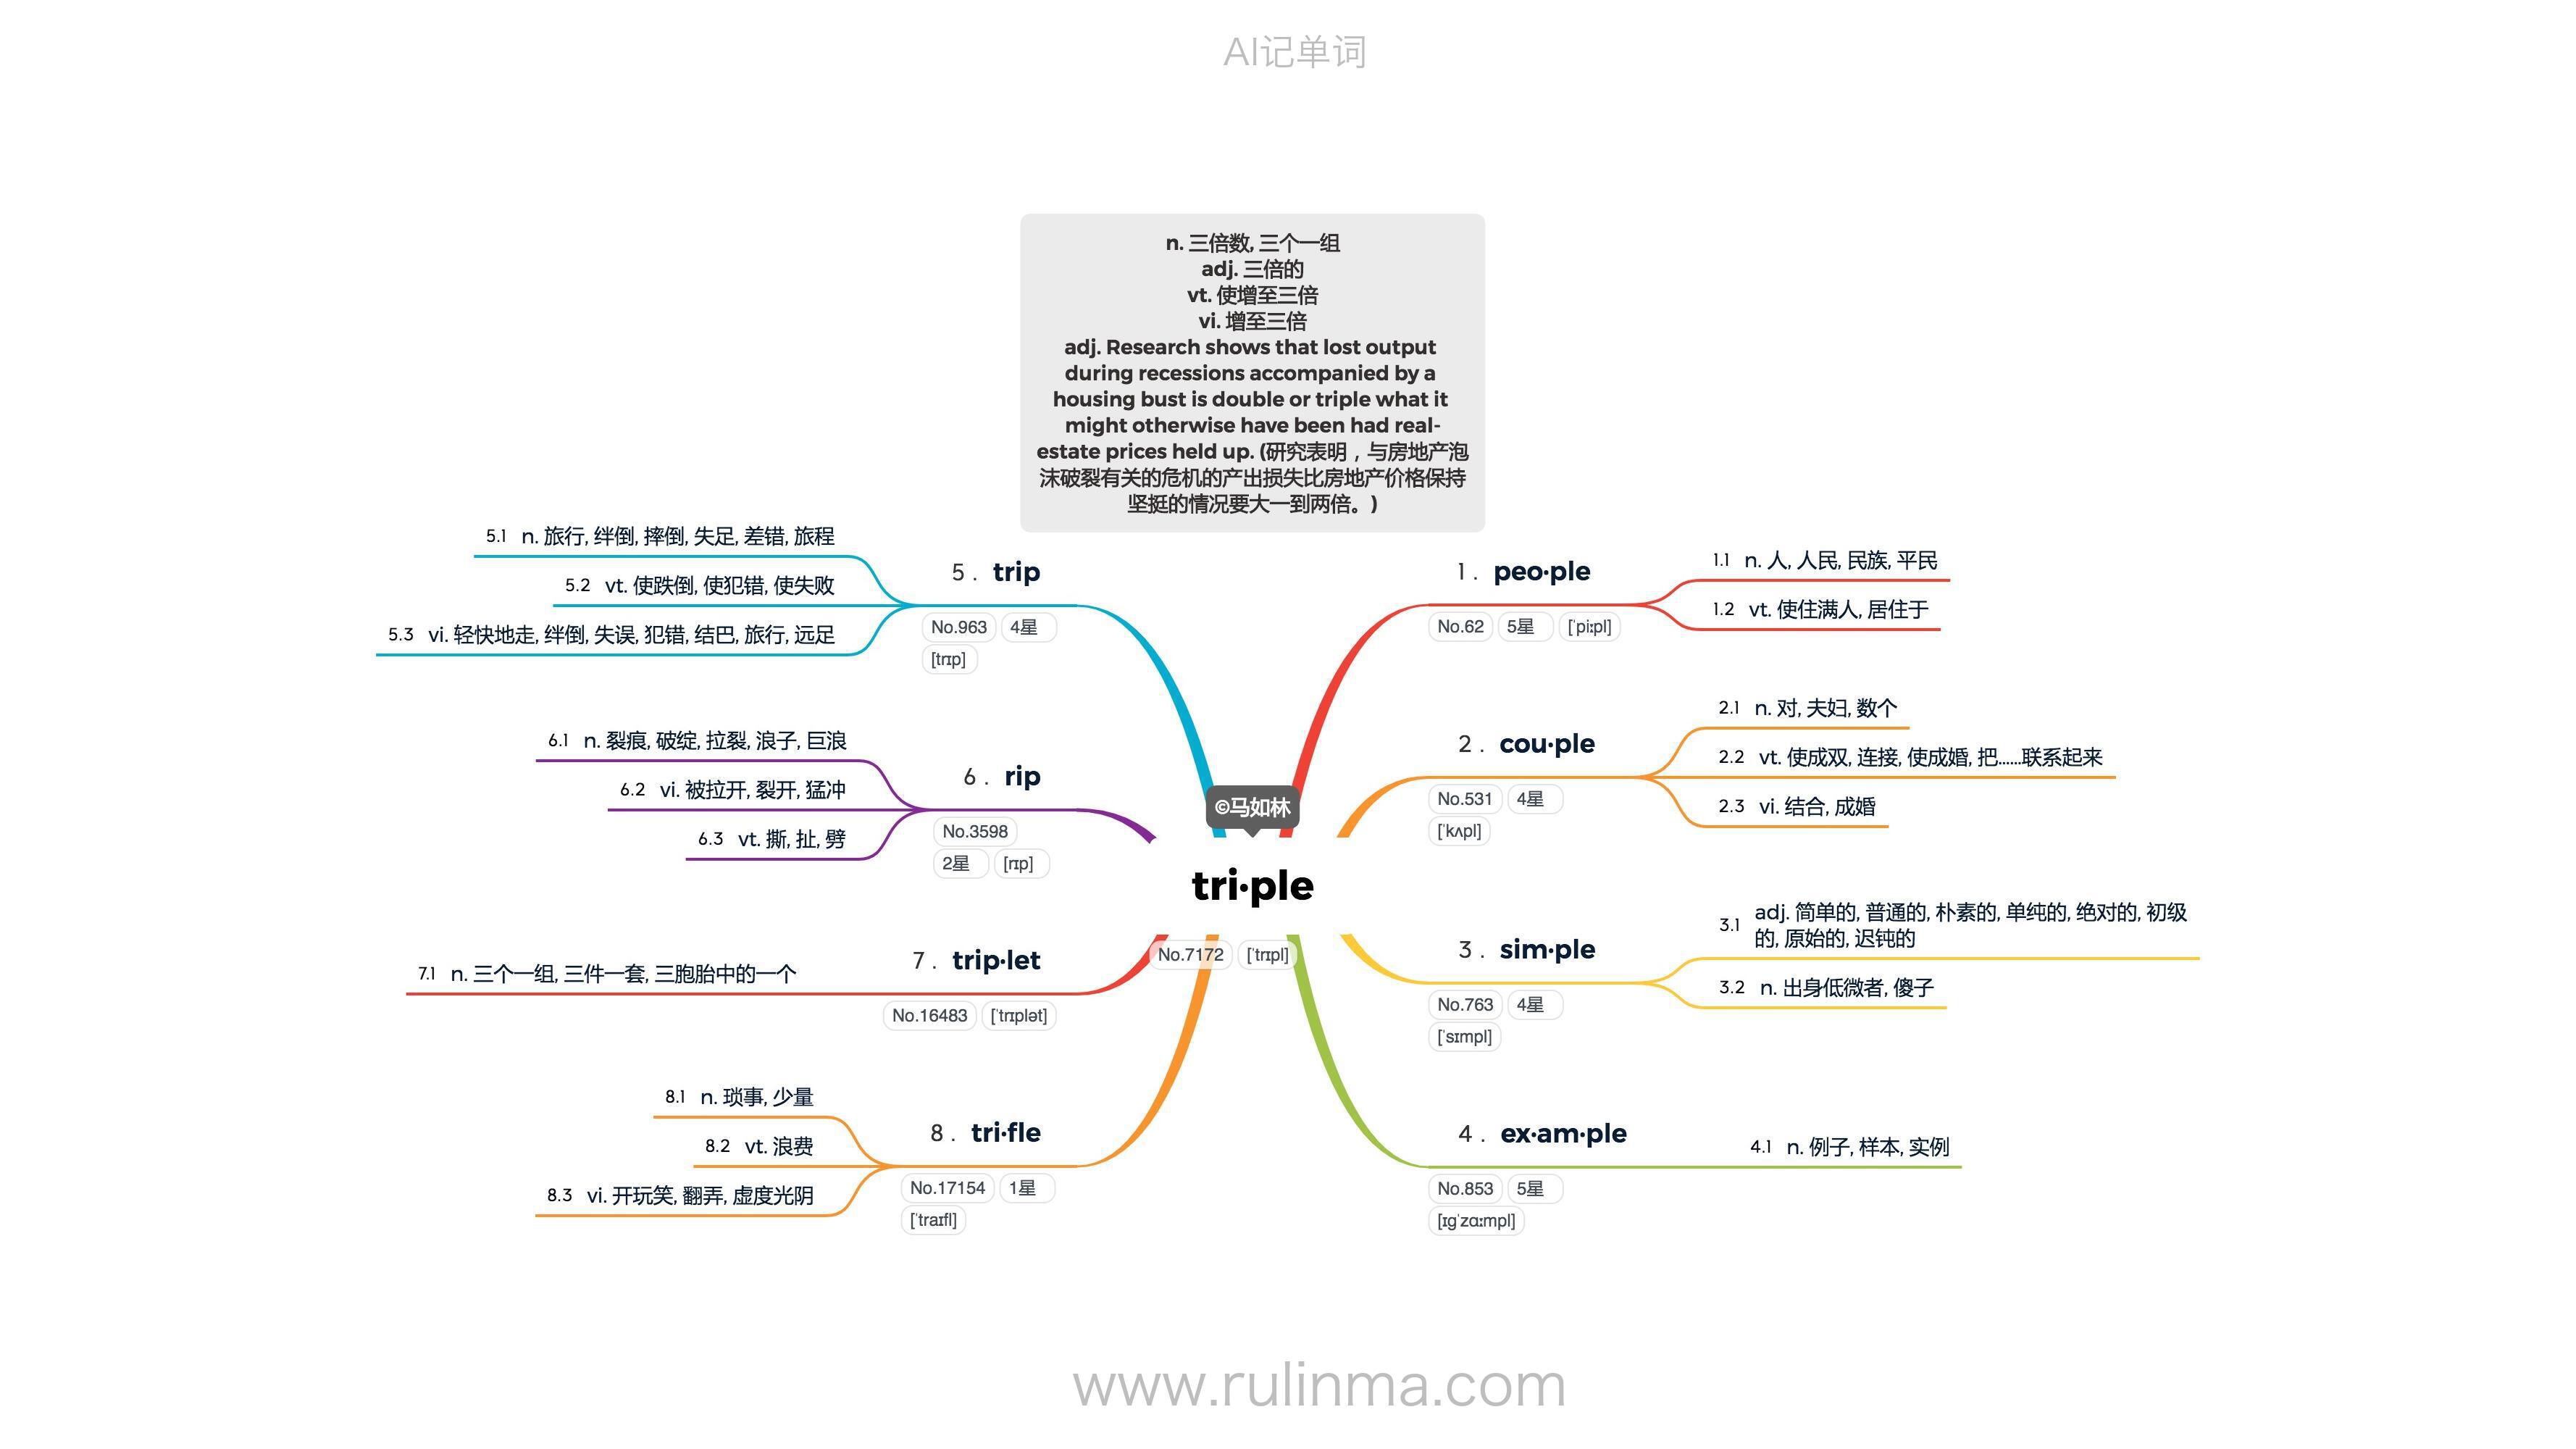 AI记单词
n. 三倍数, 三个一组
adj. 三倍的
vt. 使增至三倍
vi. 增至三倍
adj. Research shows that lost output
during recessions accompanied by a
housing bust is double or triple what it
might otherwise have been had real-
estate prices held up. (研究表明，与房地产泡
沫破裂有关的危机的产出损失比房地产价格保持
坚挺的情况要大一到两倍。)
©马如林
tri·ple
No.7172 [ˈtrɪpl]
1. peo·ple
No.62 5星 [ˈpiːpl]
1.1 n. 人, 人民, 民族, 平民
1.2 vt. 使住满人, 居住于
2. cou·ple
No.531 4星
[ˈkʌpl]
2.1 n. 对, 夫妇, 数个
2.2 vt. 使成双, 连接, 使成婚, 把......联系起来
2.3 vi. 结合, 成婚
3. sim·ple
No.763 4星
[ˈsɪmpl]
3.1 adj. 简单的, 普通的, 朴素的, 单纯的, 绝对的, 初级
的, 原始的, 迟钝的
3.2 n. 出身低微者, 傻子
4. ex·am·ple
No.853 5星
[ɪgˈzɑːmpl]
4.1 n. 例子, 样本, 实例
5. trip
No.963 4星
[trɪp]
5.1 n. 旅行, 绊倒, 摔倒, 失足, 差错, 旅程
5.2 vt. 使跌倒, 使犯错, 使失败
5.3 vi. 轻快地走, 绊倒, 失误, 犯错, 结巴, 旅行, 远足
6. rip
No.3598
2星 [rɪp]
6.1 n. 裂痕, 破绽, 拉裂, 浪子, 巨浪
6.2 vi. 被拉开, 裂开, 猛冲
6.3 vt. 撕, 扯, 劈
7. trip·let
No.16483 [ˈtrɪplət]
7.1 n. 三个一组, 三件一套, 三胞胎中的一个
8. tri·fle
No.17154 1星
[ˈtraɪfl]
8.1 n. 琐事, 少量
8.2 vt. 浪费
8.3 vi. 开玩笑, 翻弄, 虚度光阴
www.rulinma.com